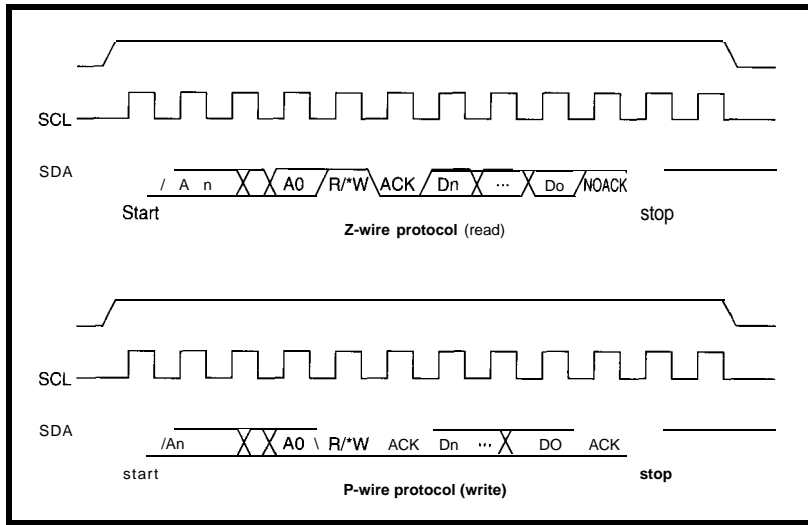 SCL
SDA
/ A n A0 R/*W ACK Dn ... Do NOACK
Start stop
Z-wire protocol (read)
SCL
SDA
/An A0 \ R/*W ACK Dn ... DO ACK
start stop
P-wire protocol (write)